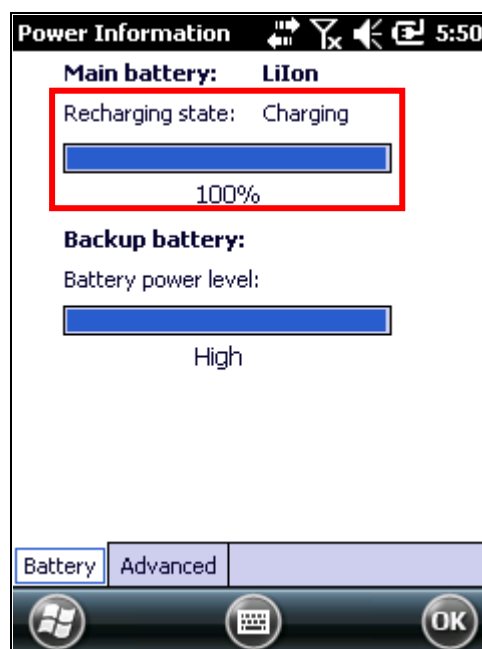 Power Information 5:50
Main battery: LiIon
Recharging state: Charging
100%
Backup battery:
Battery power level:
High
Battery Advanced
OK